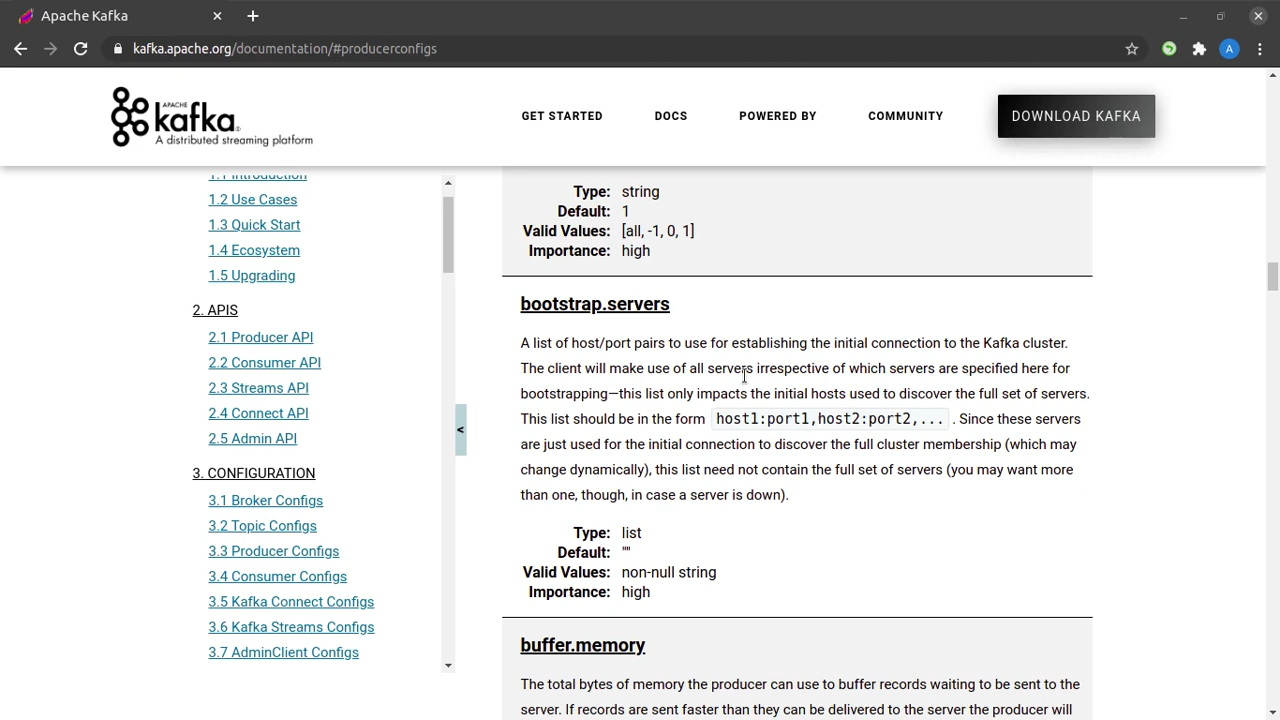 Apache Kafka
kafka.apache.org/documentation/#producerconfigs
A
APACHE
kafka®
A distributed streaming platform
GET STARTED
DOCS
POWERED BY
COMMUNITY
DOWNLOAD KAFKA
1.1 Introduction
1.2 Use Cases
1.3 Quick Start
1.4 Ecosystem
1.5 Upgrading
2. APIS
2.1 Producer API
2.2 Consumer API
2.3 Streams API
2.4 Connect API
2.5 Admin API
3. CONFIGURATION
3.1 Broker Configs
3.2 Topic Configs
3.3 Producer Configs
3.4 Consumer Configs
3.5 Kafka Connect Configs
3.6 Kafka Streams Configs
3.7 AdminClient Configs
<
Type: string
Default: 1
Valid Values: [all, -1, 0, 1]
Importance: high
bootstrap.servers
A list of host/port pairs to use for establishing the initial connection to the Kafka cluster.
The client will make use of all servers irrespective of which servers are specified here for
bootstrapping—this list only impacts the initial hosts used to discover the full set of servers.
This list should be in the form host1:port1,host2:port2,... . Since these servers
are just used for the initial connection to discover the full cluster membership (which may
change dynamically), this list need not contain the full set of servers (you may want more
than one, though, in case a server is down).
Type: list
Default: ""
Valid Values: non-null string
Importance: high
buffer.memory
The total bytes of memory the producer can use to buffer records waiting to be sent to the
server. If records are sent faster than they can be delivered to the server the producer will